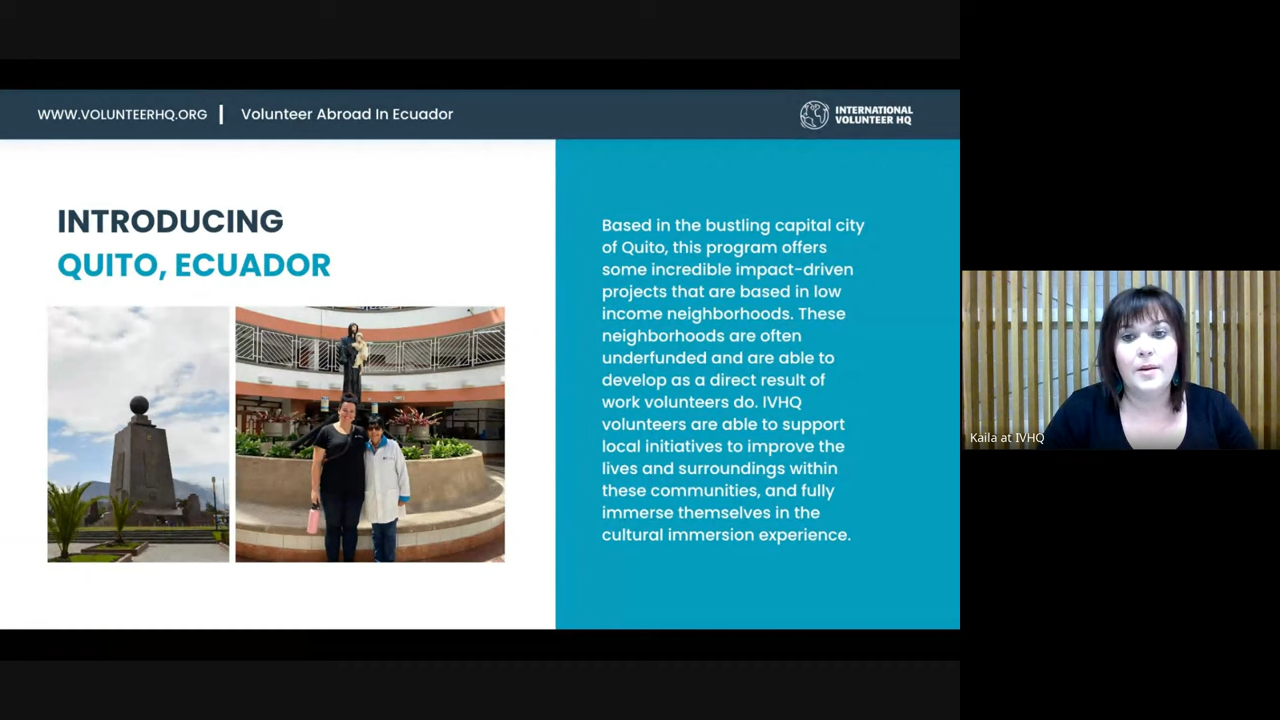 WWW.VOLUNTEERHQ.ORG | Volunteer Abroad In Ecuador
INTERNATIONAL
VOLUNTEER HQ
INTRODUCING
QUITO, ECUADOR
Based in the bustling capital city
of Quito, this program offers
some incredible impact-driven
projects that are based in low
income neighborhoods. These
neighborhoods are often
underfunded and are able to
develop as a direct result of
work volunteers do. IVHQ
volunteers are able to support
local initiatives to improve the
lives and surroundings within
these communities, and fully
immerse themselves in the
cultural immersion experience.
Kaila at IVHQ